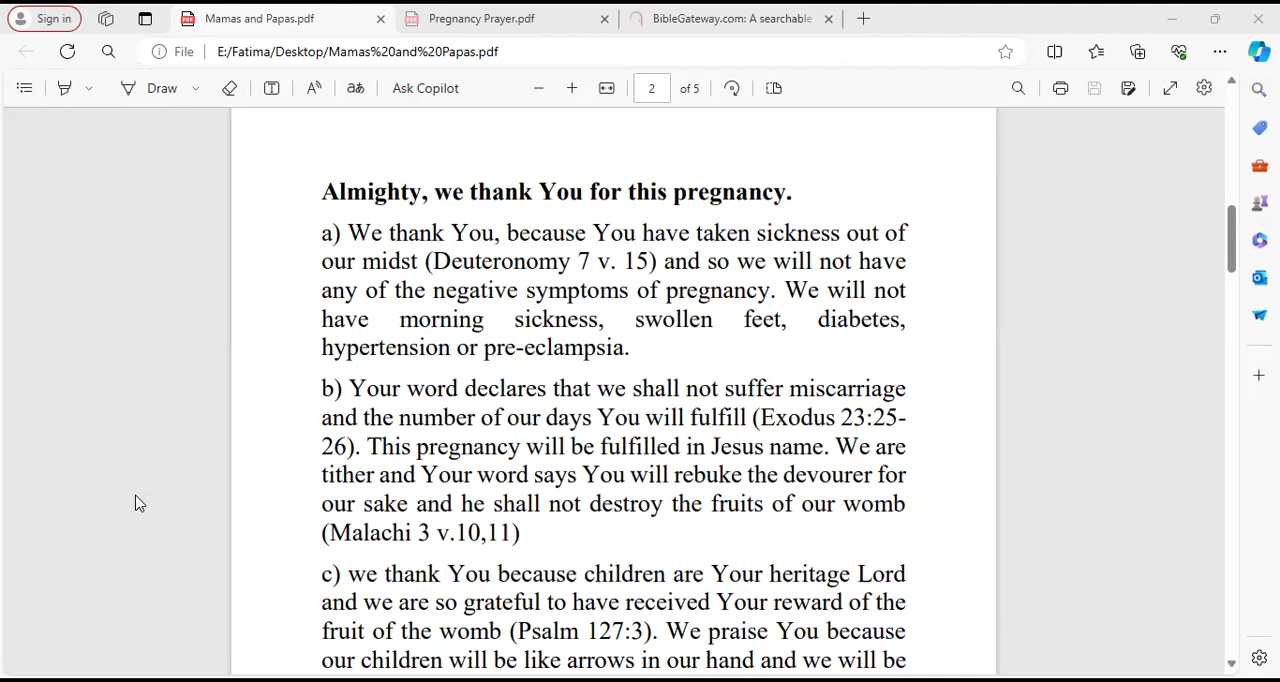 Sign in
Mamas and Papas.pdf
Pregnancy Prayer.pdf
BibleGateway.com: A searchable
File
E:/Fatima/Desktop/Mamas%20and%20Papas.pdf
Draw
aあ
Ask Copilot
2 of 5
Almighty, we thank You for this pregnancy.
a) We thank You, because You have taken sickness out of
our midst (Deuteronomy 7 v. 15) and so we will not have
any of the negative symptoms of pregnancy. We will not
have morning sickness, swollen feet, diabetes,
hypertension or pre-eclampsia.
b) Your word declares that we shall not suffer miscarriage
and the number of our days You will fulfill (Exodus 23:25-
26). This pregnancy will be fulfilled in Jesus name. We are
tither and Your word says You will rebuke the devourer for
our sake and he shall not destroy the fruits of our womb
(Malachi 3 v.10,11)
c) we thank You because children are Your heritage Lord
and we are so grateful to have received Your reward of the
fruit of the womb (Psalm 127:3). We praise You because
our children will be like arrows in our hand and we will be